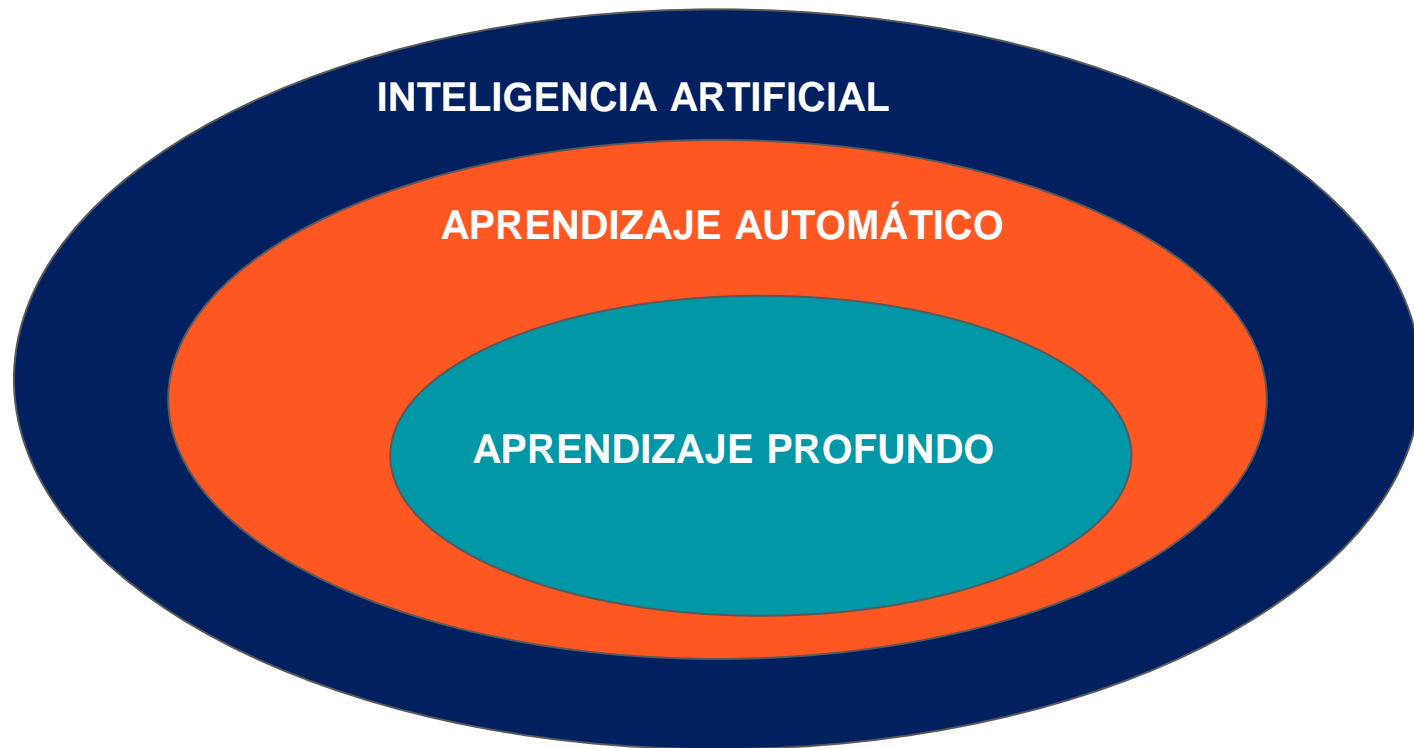 INTELIGENCIA ARTIFICIAL
APRENDIZAJE AUTOMÁTICO
APRENDIZAJE PROFUNDO